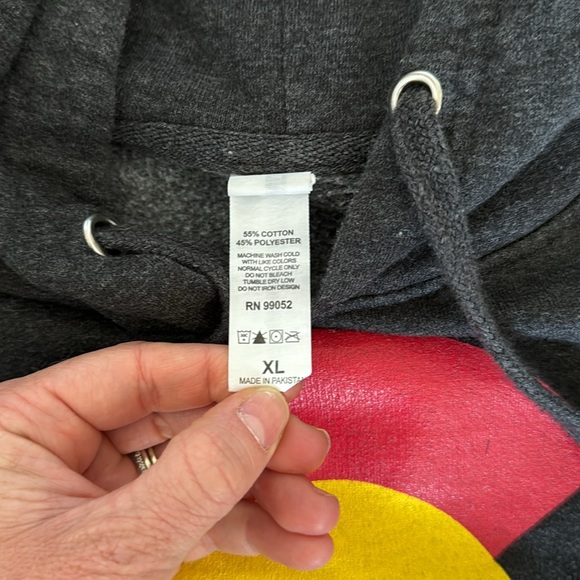 55% COTTON
45% POLYESTER
MACHINE WASH COLD
WITH LIKE COLORS
NORMAL CYCLE ONLY
DO NOT BLEACH
TUMBLE DRY LOW
DO NOT IRON DESIGN
RN 99052
XL
MADE IN PAKISTAN